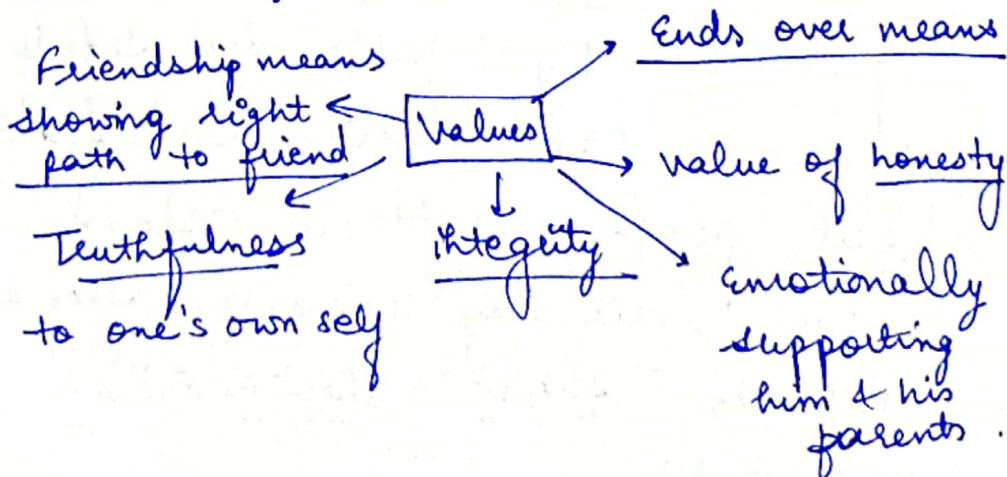 Ends over means
Friendship means
showing right
path to friend
Values
value of honesty
Truthfulness
to one's own self
integrity
Emotionally
supporting
him & his
parents.